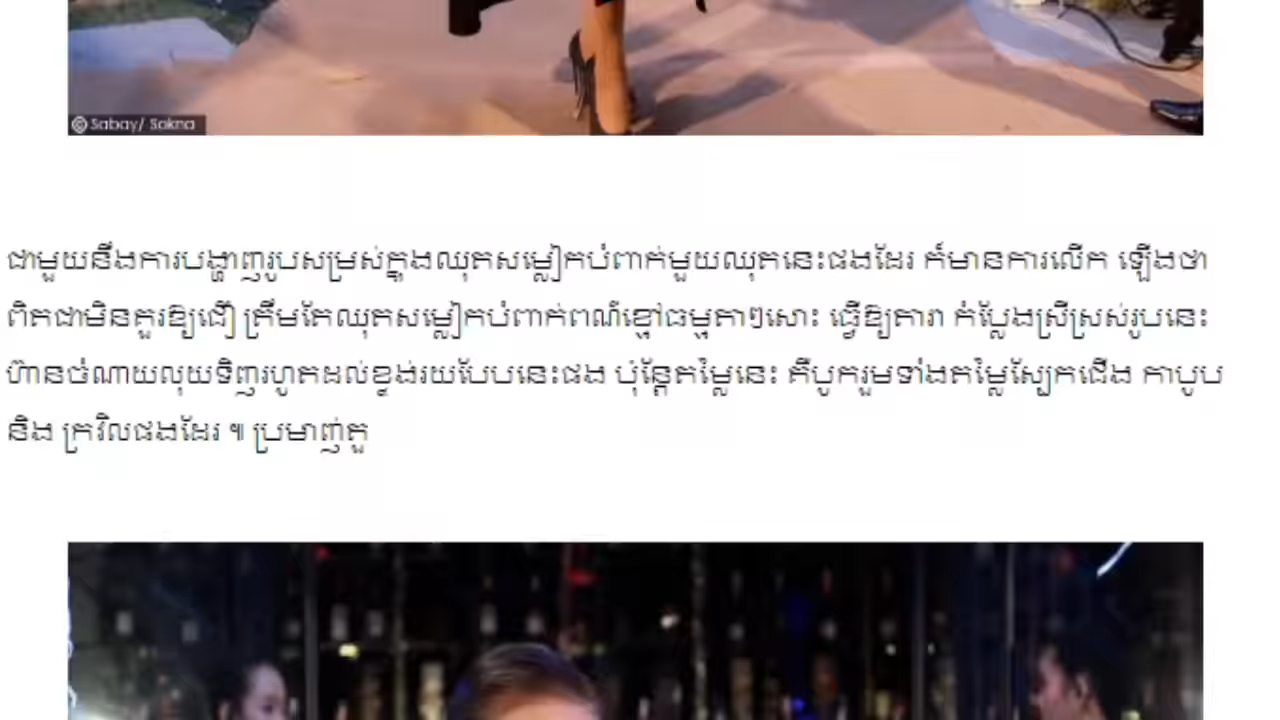 © Sabay/ Sokna
ជាមួយនឹងការបង្ហាញរូបសម្រស់ក្នុងឈុតសម្លៀកបំពាក់មួយឈុតនេះផងដែរ ក៏មានការលើក ឡើងថា
ពិតជាមិនគួរឱ្យជឿ ត្រឹមតែឈុតសម្លៀកបំពាក់ពណ៌ខ្មៅធម្មតាៗសោះ ធ្វើឱ្យតារា កំប្លែងស្រីស្រស់រូបនេះ
ហ៊ានចំណាយលុយទិញរហូតដល់ខ្ទង់រយបែបនេះផង ប៉ុន្តែតម្លៃនេះ គឺបូករួមទាំងតម្លៃស្បែកជើង កាបូប
និង ក្រវិលផងដែរ ៕ ប្រមាញ់តួ